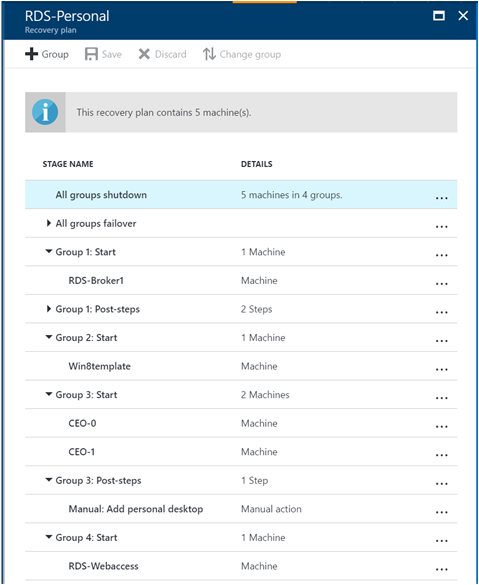 RDS-Personal
Recovery plan
Group Save Discard Change group
This recovery plan contains 5 machine(s).
STAGE NAME DETAILS
All groups shutdown 5 machines in 4 groups. ...
All groups failover ...
Group 1: Start 1 Machine ...
RDS-Broker1 Machine ...
Group 1: Post-steps 2 Steps ...
Group 2: Start 1 Machine ...
Win8template Machine ...
Group 3: Start 2 Machines ...
CEO-0 Machine ...
CEO-1 Machine ...
Group 3: Post-steps 1 Step ...
Manual: Add personal desktop Manual action ...
Group 4: Start 1 Machine ...
RDS-Webaccess Machine ...